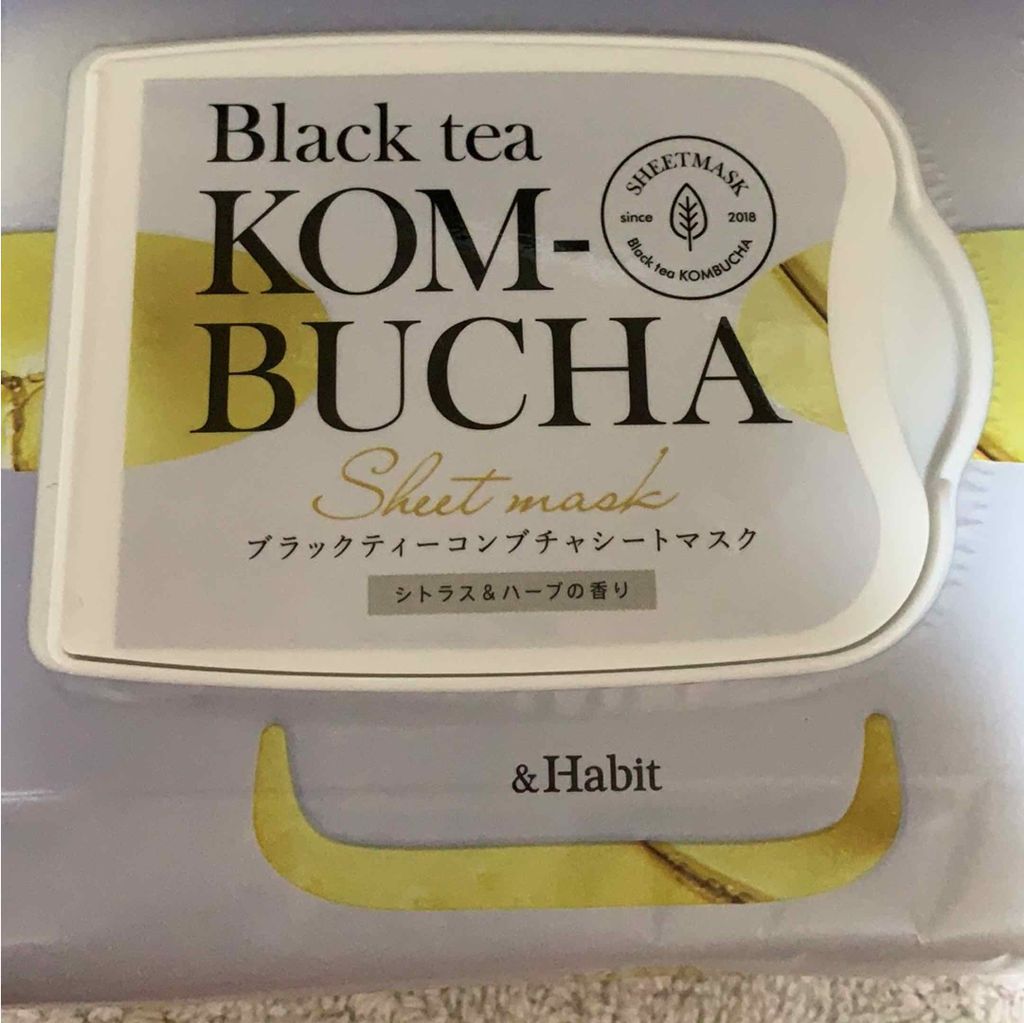 Black tea
KOM-
BUCHA
SHEETMASK
since 2018
Black tea KOMBUCHA
Sheet mask
ブラックティーコンブチャシートマスク
シトラス&ハーブの香り
&Habit